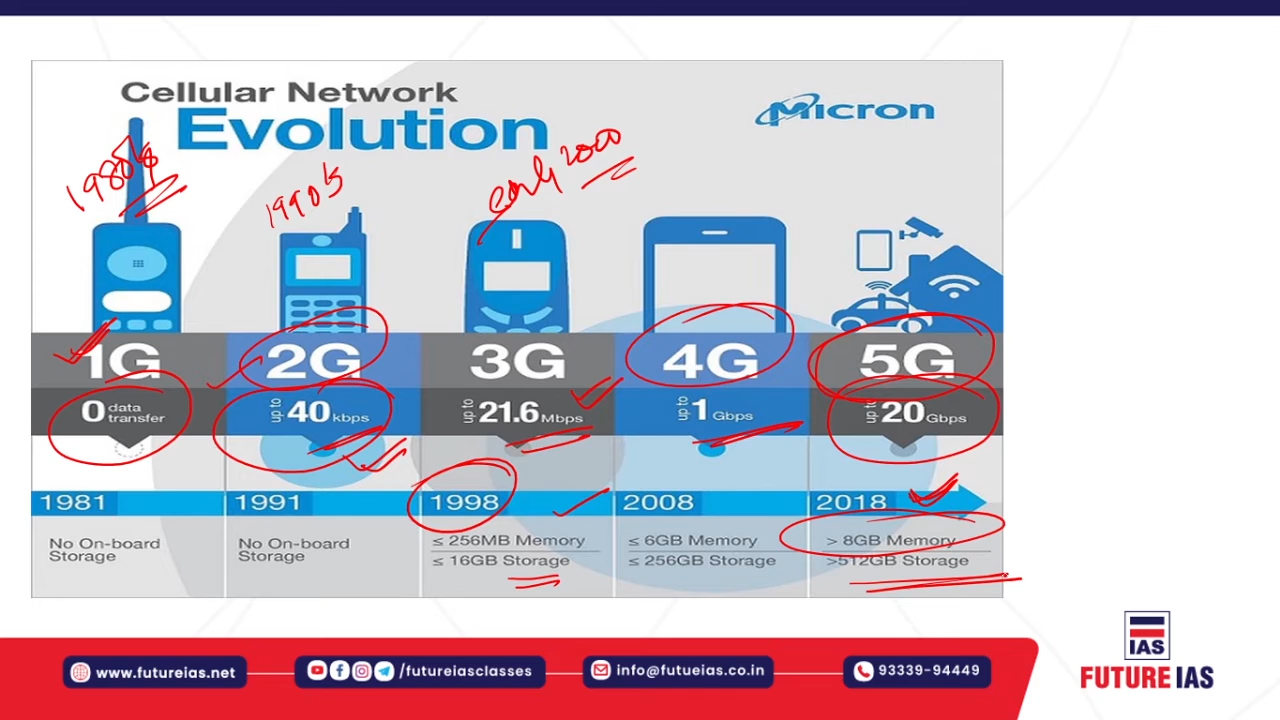 Cellular Network
Evolution
Micron
1980's
1990's
early 2000
1G
2G
3G
4G
5G
0 data transfer
up to 40 kbps
up to 21.6 Mbps
up to 1 Gbps
up to 20 Gbps
1981
1991
1998
2008
2018
No On-board
Storage
No On-board
Storage
≤ 256MB Memory
≤ 16GB Storage
≤ 6GB Memory
≤ 256GB Storage
> 8GB Memory
>512GB Storage
www.futureias.net
/futureiasclasses
info@futueias.co.in
93339-94449
IAS
FUTURE IAS